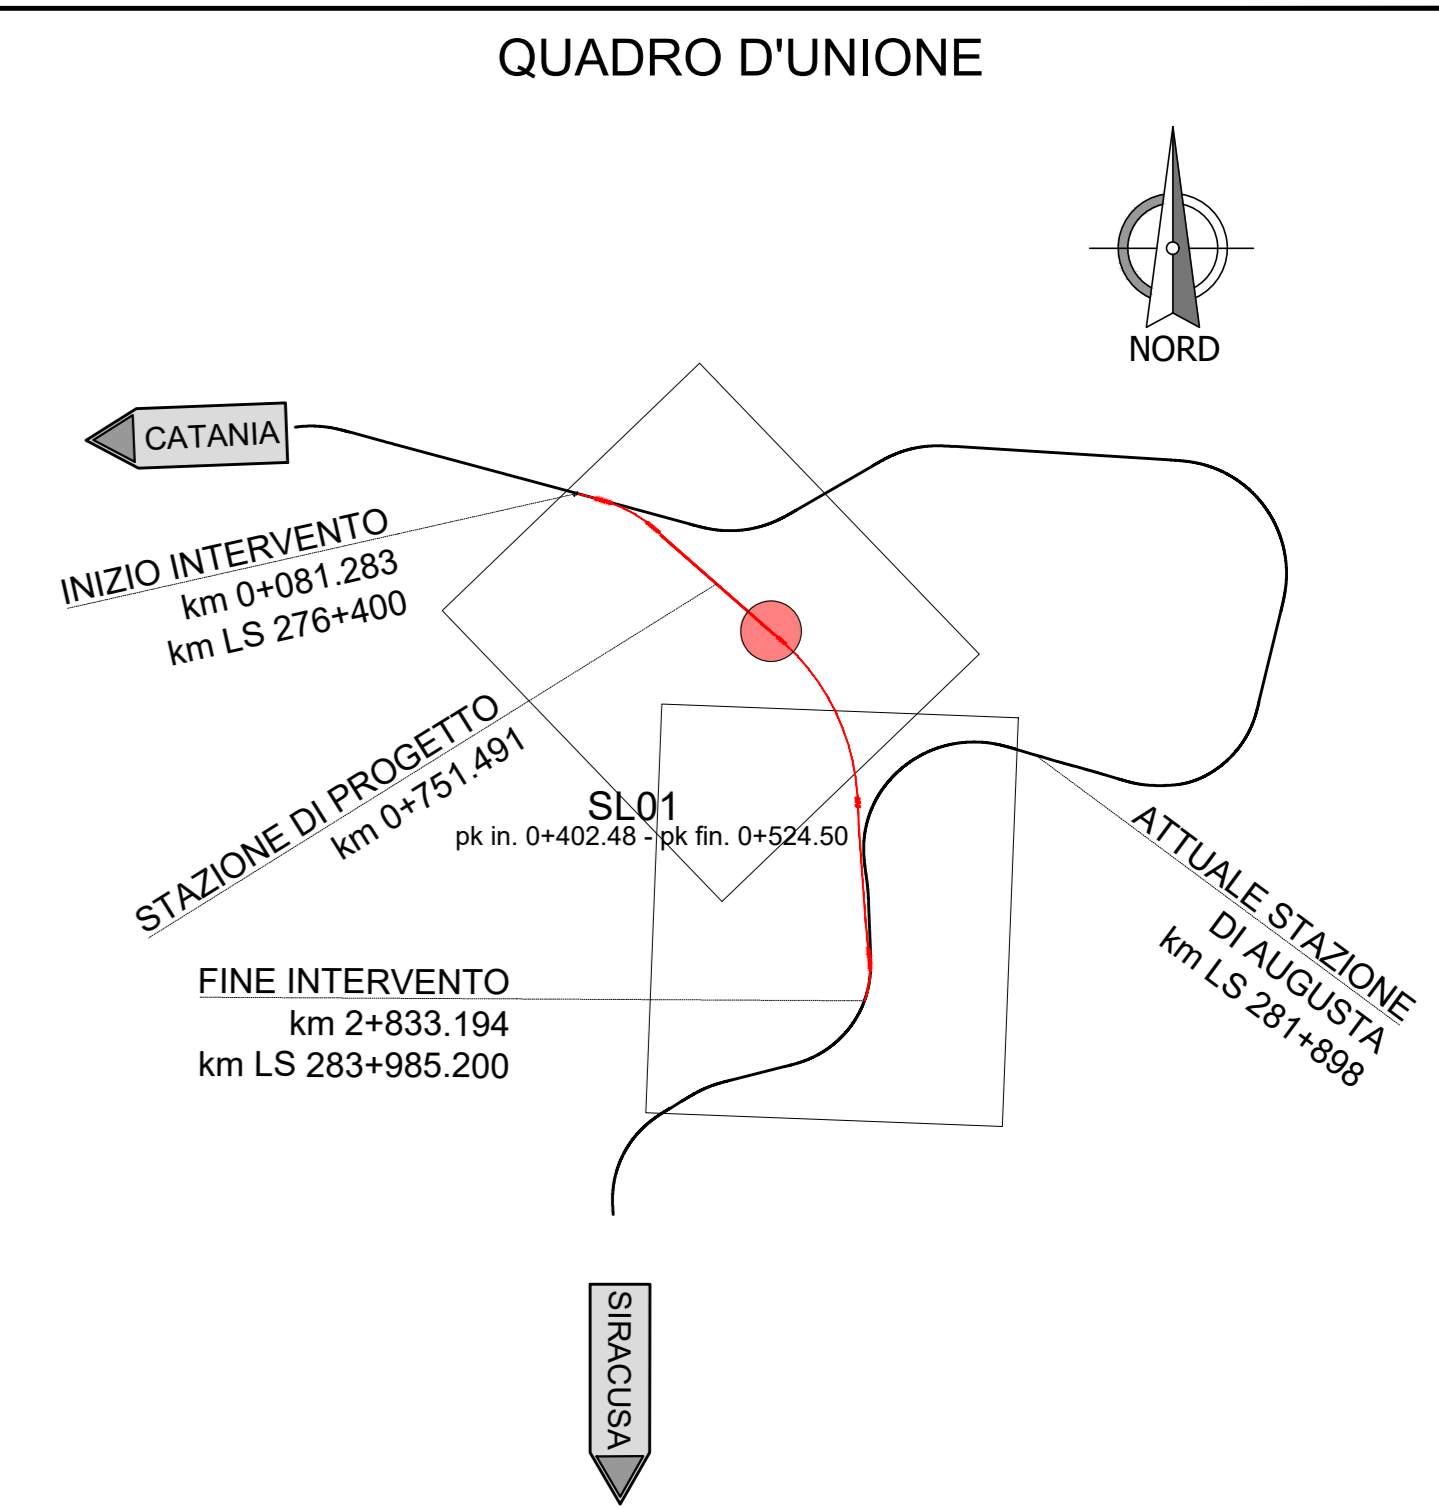 QUADRO D'UNIONE
NORD
CATANIA
INIZIO INTERVENTO
km 0+081.283
km LS 276+400
STAZIONE DI PROGETTO
km 0+751.491
SL01
pk in. 0+402.48 - pk fin. 0+524.50
ATTUALE STAZIONE
DI AUGUSTA
km LS 281+898
FINE INTERVENTO
km 2+833.194
km LS 283+985.200
SIRACUSA